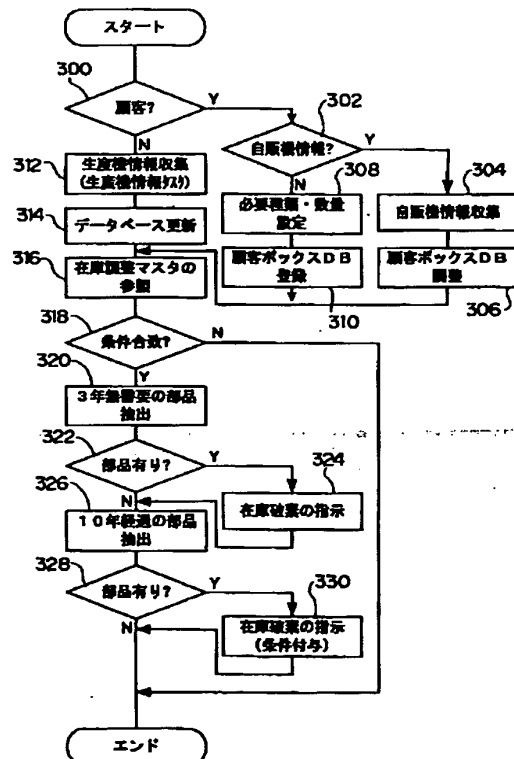 スタート
300
顧客?
Y
N
302
自販機情報?
Y
N
312
生産機情報収集
(生産機情報タスク)
308
必要種類・数量
設定
304
自販機情報収集
314
データベース更新
顧客ボックスDB
登録
310
顧客ボックスDB
調整
306
316
在庫調整マスタの
参照
318
条件合致?
N
Y
320
3年無需要の部品
抽出
322
部品有り?
Y
N
324
在庫破棄の指示
326
10年経過の部品
抽出
328
部品有り?
Y
N
330
在庫破棄の指示
(条件付与)
エンド